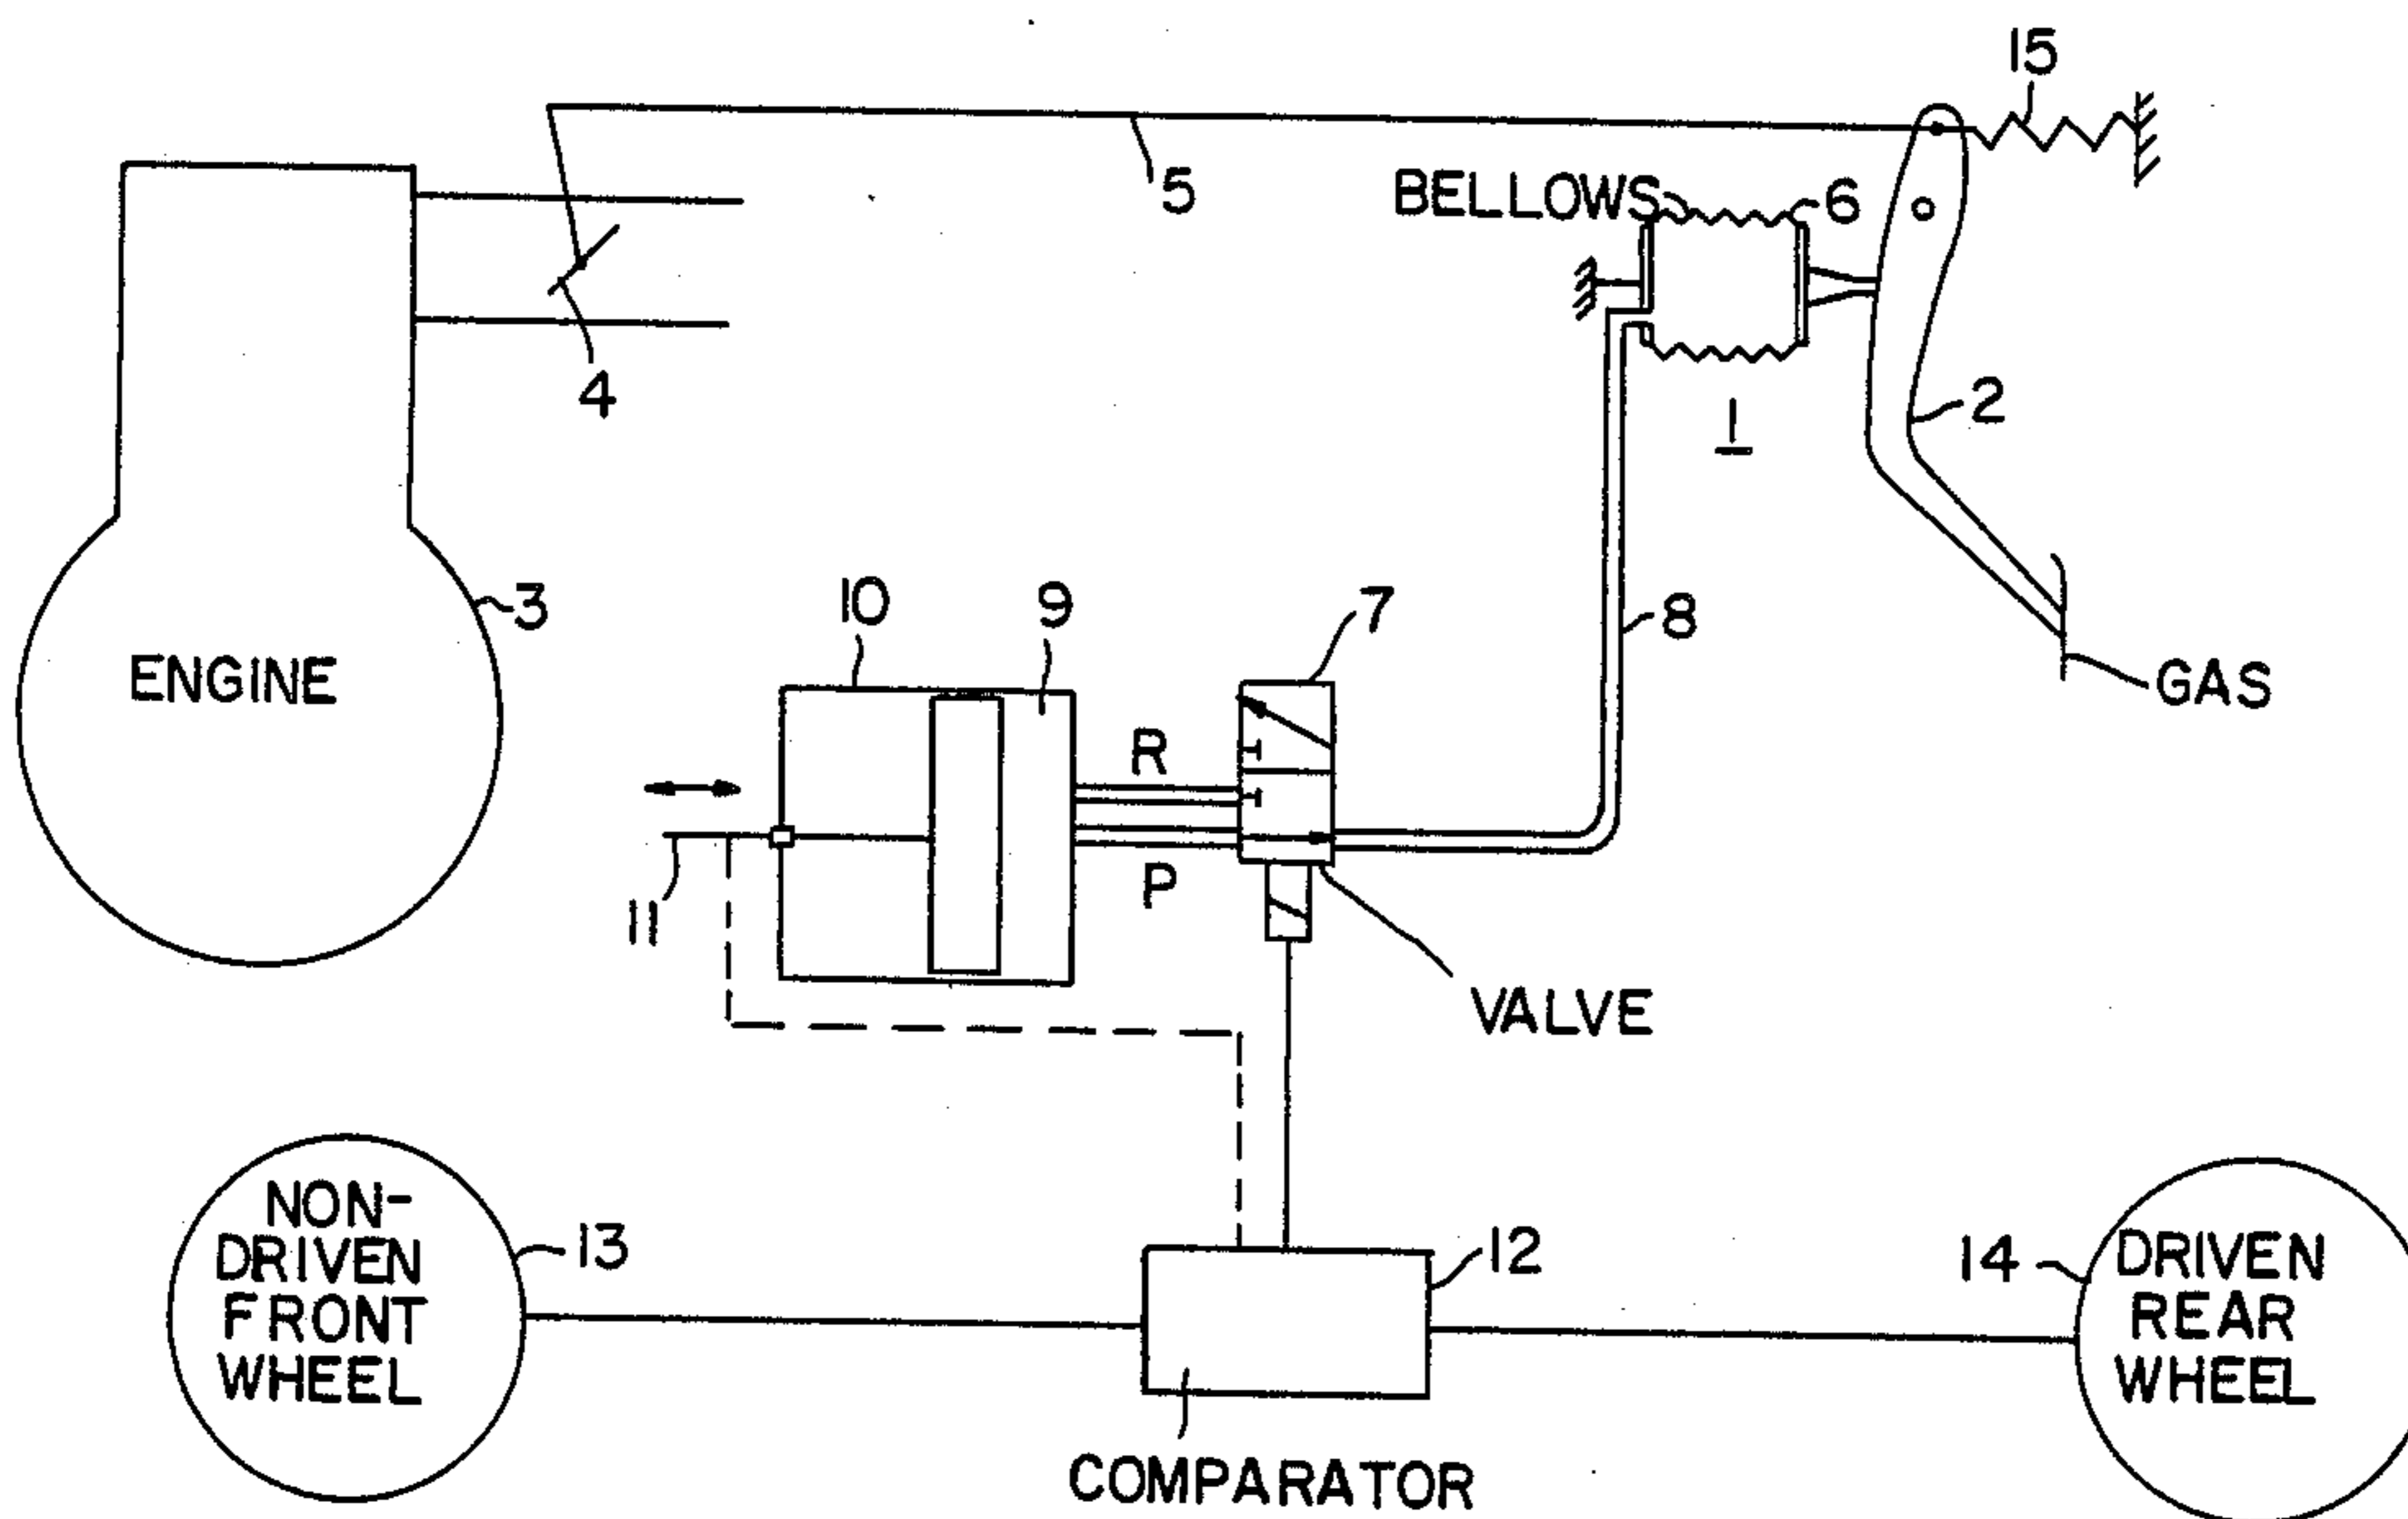 15
5
BELLOWS
6
4
1
2
3
ENGINE
10
9
7
8
GAS
R
P
11
VALVE
NON-
DRIVEN
FRONT
WHEEL
13
12
14
DRIVEN
REAR
WHEEL
COMPARATOR